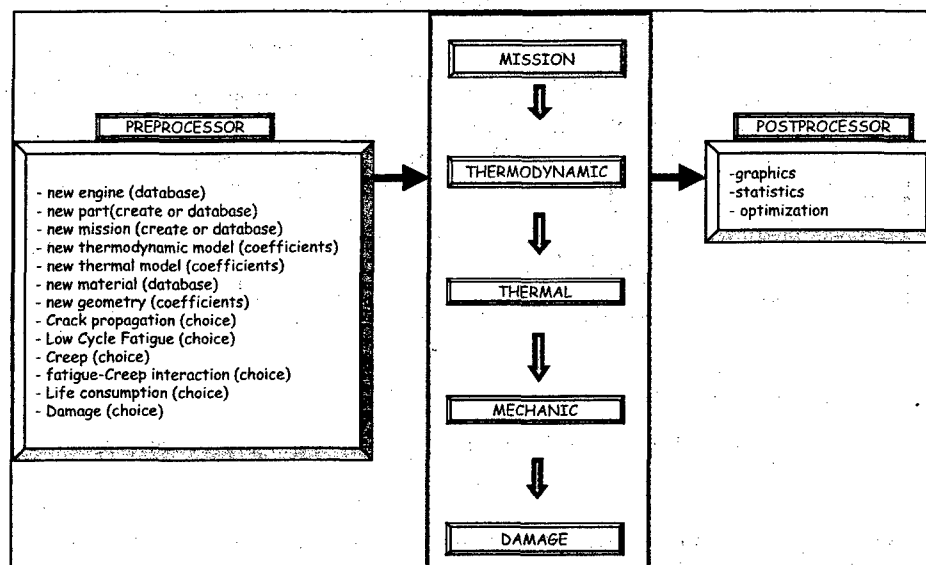 PREPROCESSOR
- new engine (database)
- new part(create or database)
- new mission (create or database)
- new thermodynamic model (coefficients)
- new thermal model (coefficients)
- new material (database)
- new geometry (coefficients)
- Crack propagation (choice)
- Low Cycle Fatigue (choice)
- Creep (choice)
- fatigue-Creep interaction (choice)
- Life consumption (choice)
- Damage (choice)
MISSION
THERMODYNAMIC
THERMAL
MECHANIC
DAMAGE
POSTPROCESSOR
-graphics
-statistics
- optimization